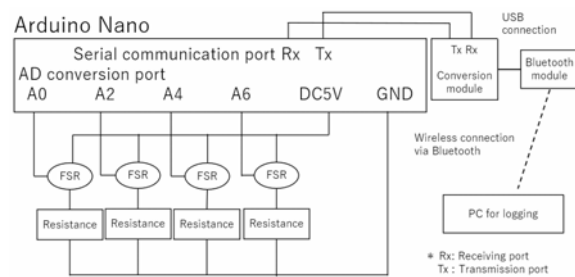 Arduino Nano
Serial communication port Rx Tx
AD conversion port
A0 A2 A4 A6 DC5V GND
USB
connection
Tx Rx
Conversion
module
Bluetooth
module
Wireless connection
via Bluetooth
FSR FSR FSR FSR
Resistance Resistance Resistance Resistance
PC for logging
* Rx: Receiving port
Tx : Transmission port